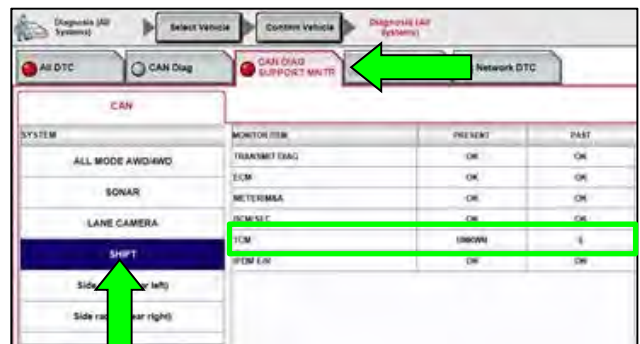 Diagnosis (All Systems)
Select Vehicle
Confirm Vehicle
Diagnosis (All Systems)
All DTC
CAN Diag
CAN DIAG SUPPORT MNTR
Network DTC
CAN
SYSTEM
MONITOR ITEM
PRESENT
PAST
ALL MODE AWD/4WD
TRANSMIT DIAG
OK
OK
ECM
OK
OK
SONAR
METER/M&A
OK
OK
LANE CAMERA
BCM/SEC
OK
OK
TCM
UNKWN
SHIFT
IPDM E/R
OK
OK
Side
left)
Side
right)